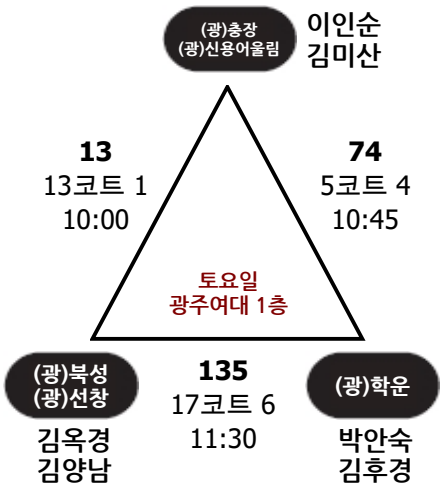 (광)충장
(광)신용어울림
이인순
김미산
13
13코트 1
10:00
74
5코트 4
10:45
토요일
광주여대 1층
(광)북성
(광)선창
김옥경
김양남
135
17코트 6
11:30
(광)학운
박안숙
김후경